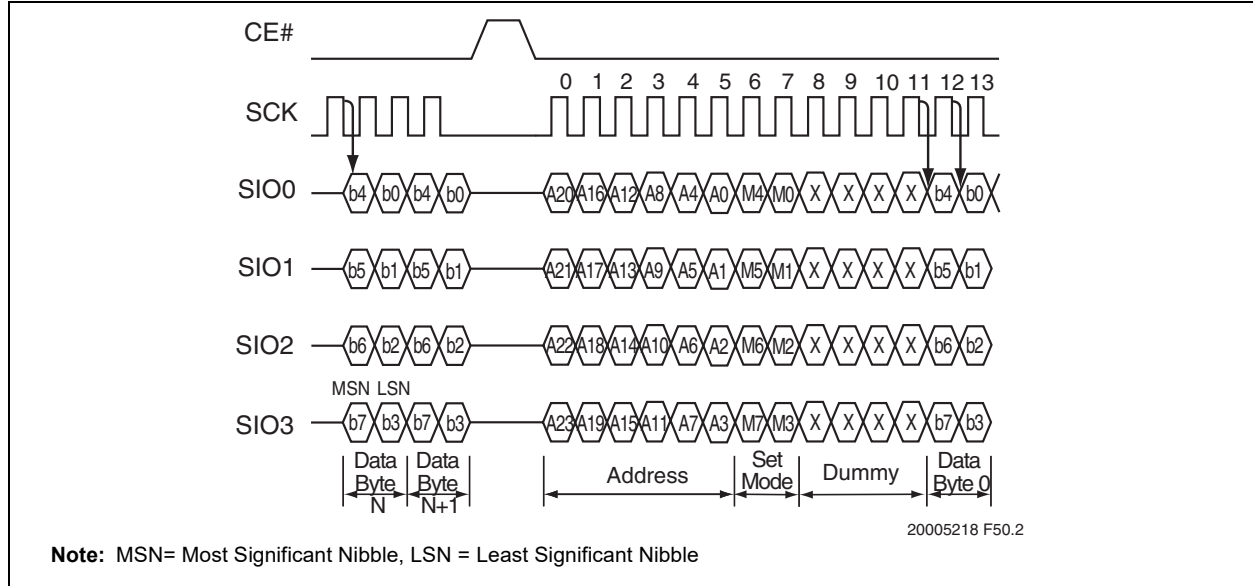 CE#
0 1 2 3 4 5 6 7 8 9 10 11 12 13
SCK
SIO0 b4 b0 b4 b0 A20 A16 A12 A8 A4 A0 M4 M0 X X X X b4 b0
SIO1 b5 b1 b5 b1 A21 A17 A13 A9 A5 A1 M5 M1 X X X X b5 b1
SIO2 b6 b2 b6 b2 A22 A18 A14 A10 A6 A2 M6 M2 X X X X b6 b2
MSN LSN
SIO3 b7 b3 b7 b3 A23 A19 A15 A11 A7 A3 M7 M3 X X X X b7 b3
Data Byte N
Data Byte N+1
Address
Set Mode
Dummy
Data Byte 0
20005218 F50.2
Note: MSN= Most Significant Nibble, LSN = Least Significant Nibble